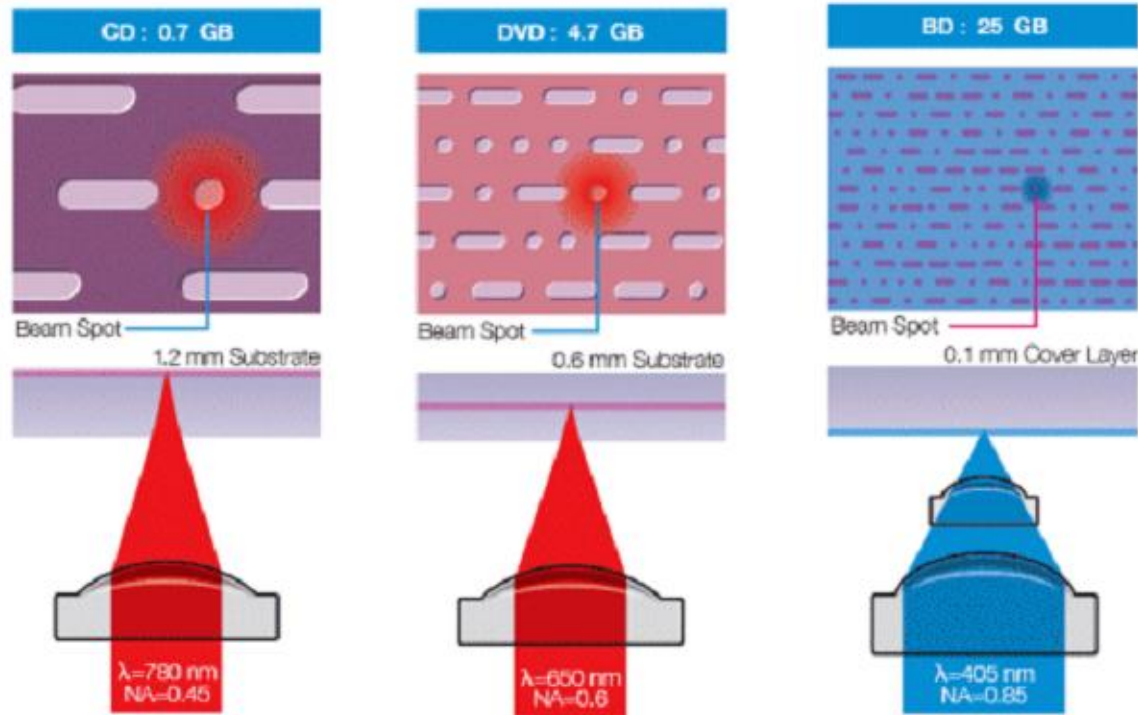 CD : 0.7 GB
DVD : 4.7 GB
BD : 25 GB
Beam Spot
Beam Spot
Beam Spot
1.2 mm Substrate
0.6 mm Substrate
0.1 mm Cover Layer
λ=780 nm
NA=0.45
λ=650 nm
NA=0.6
λ=405 nm
NA=0.85